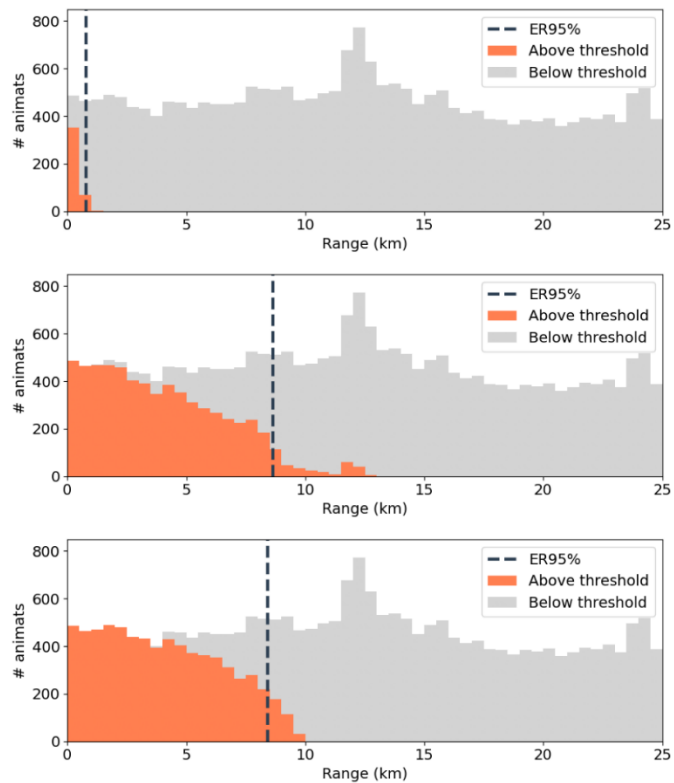 800
600
400
200
0
# animats
ER95%
Above threshold
Below threshold
0 5 10 15 20 25
Range (km)
800
600
400
200
0
# animats
ER95%
Above threshold
Below threshold
0 5 10 15 20 25
Range (km)
800
600
400
200
0
# animats
ER95%
Above threshold
Below threshold
0 5 10 15 20 25
Range (km)